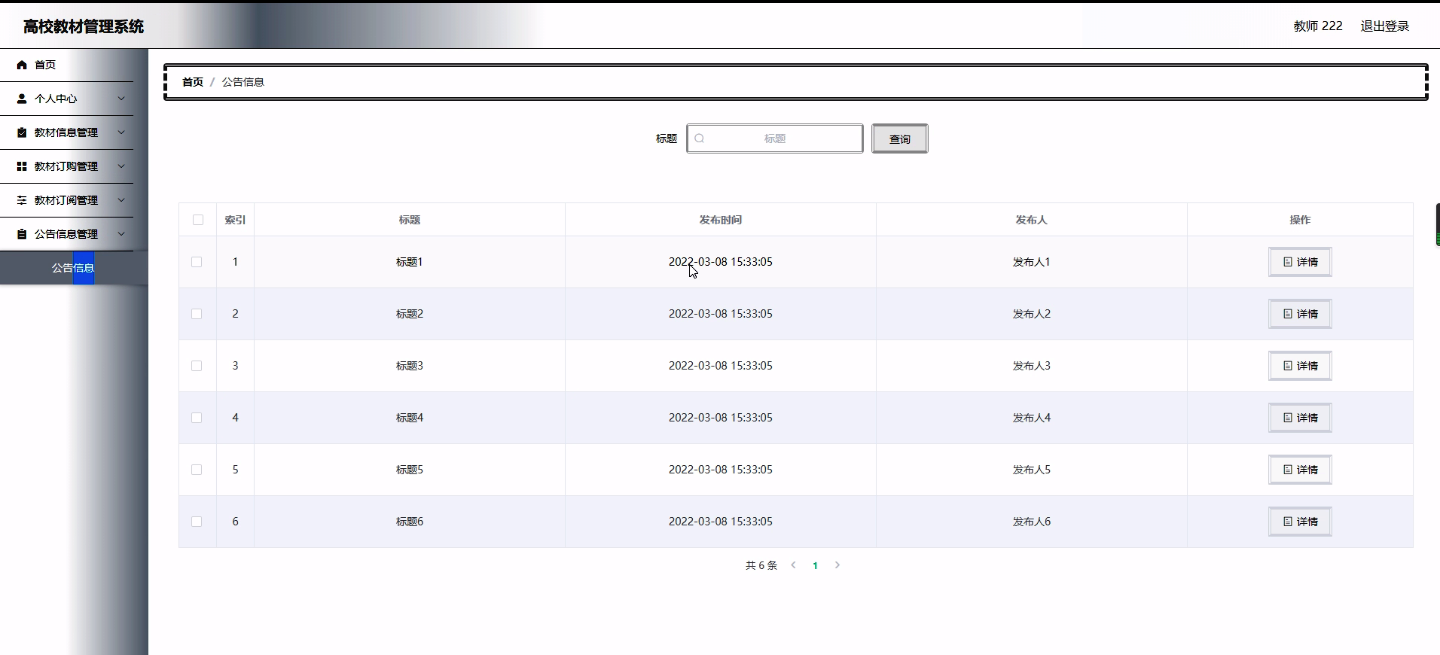 高校教材管理系统
教师 222 退出登录
首页
个人中心
教材信息管理
教材订购管理
教材订阅管理
公告信息管理
公告信息
首页 / 公告信息
标题 标题 查询
索引 标题 发布时间 发布人 操作
1 标题1 2022-03-08 15:33:05 发布人1 详情
2 标题2 2022-03-08 15:33:05 发布人2 详情
3 标题3 2022-03-08 15:33:05 发布人3 详情
4 标题4 2022-03-08 15:33:05 发布人4 详情
5 标题5 2022-03-08 15:33:05 发布人5 详情
6 标题6 2022-03-08 15:33:05 发布人6 详情
共 6 条 1